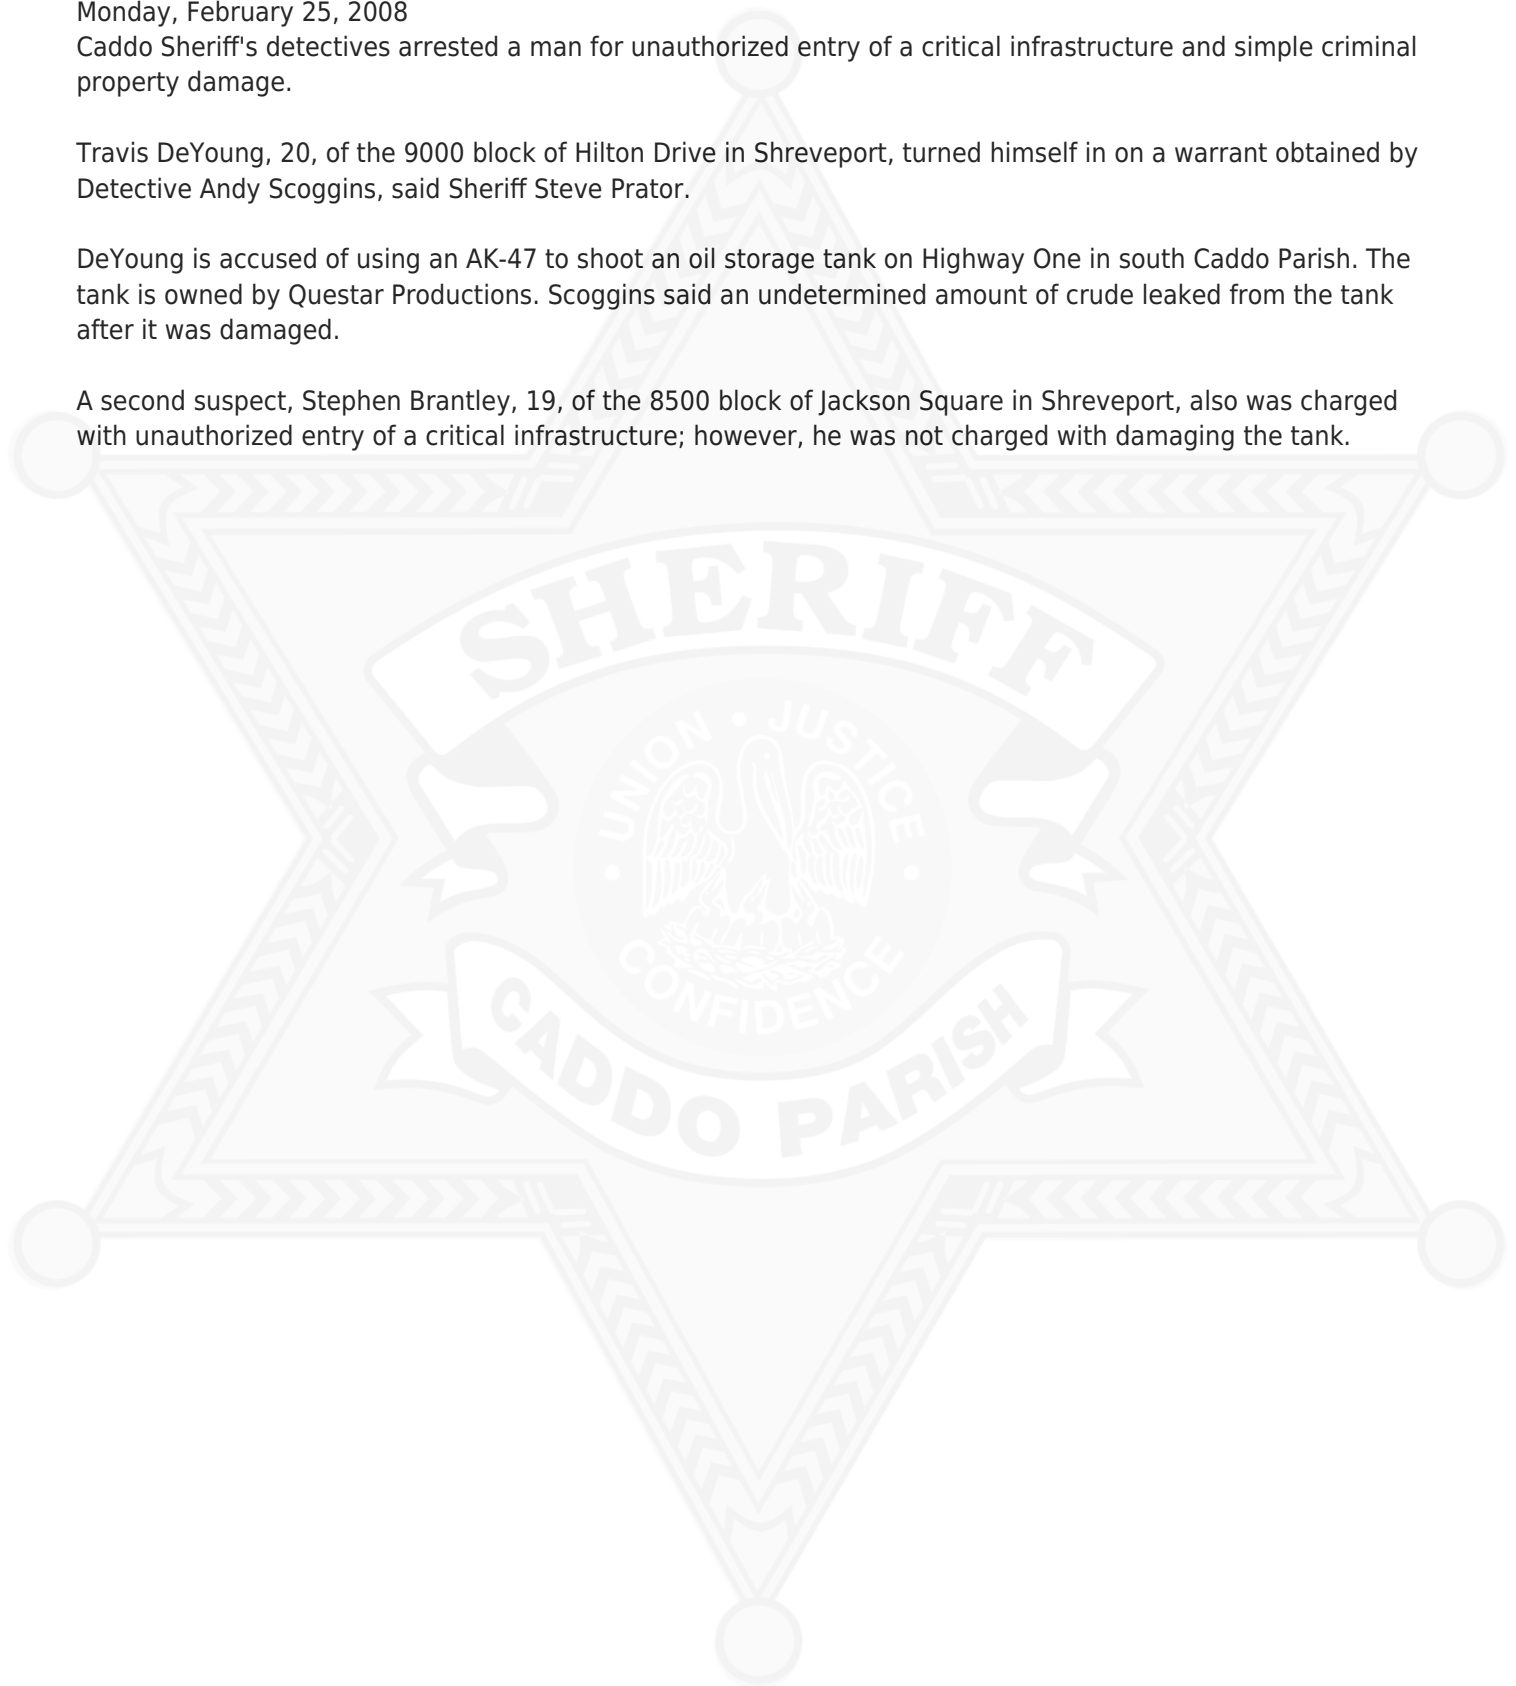 Monday, February 25, 2008
Caddo Sheriff's detectives arrested a man for unauthorized entry of a critical infrastructure and simple criminal
property damage.
Travis DeYoung, 20, of the 9000 block of Hilton Drive in Shreveport, turned himself in on a warrant obtained by
Detective Andy Scoggins, said Sheriff Steve Prator.
DeYoung is accused of using an AK-47 to shoot an oil storage tank on Highway One in south Caddo Parish. The
tank is owned by Questar Productions. Scoggins said an undetermined amount of crude leaked from the tank
after it was damaged.
A second suspect, Stephen Brantley, 19, of the 8500 block of Jackson Square in Shreveport, also was charged
with unauthorized entry of a critical infrastructure; however, he was not charged with damaging the tank.
SHERIFF
UNION • JUSTICE
• CONFIDENCE •
CADDO PARISH